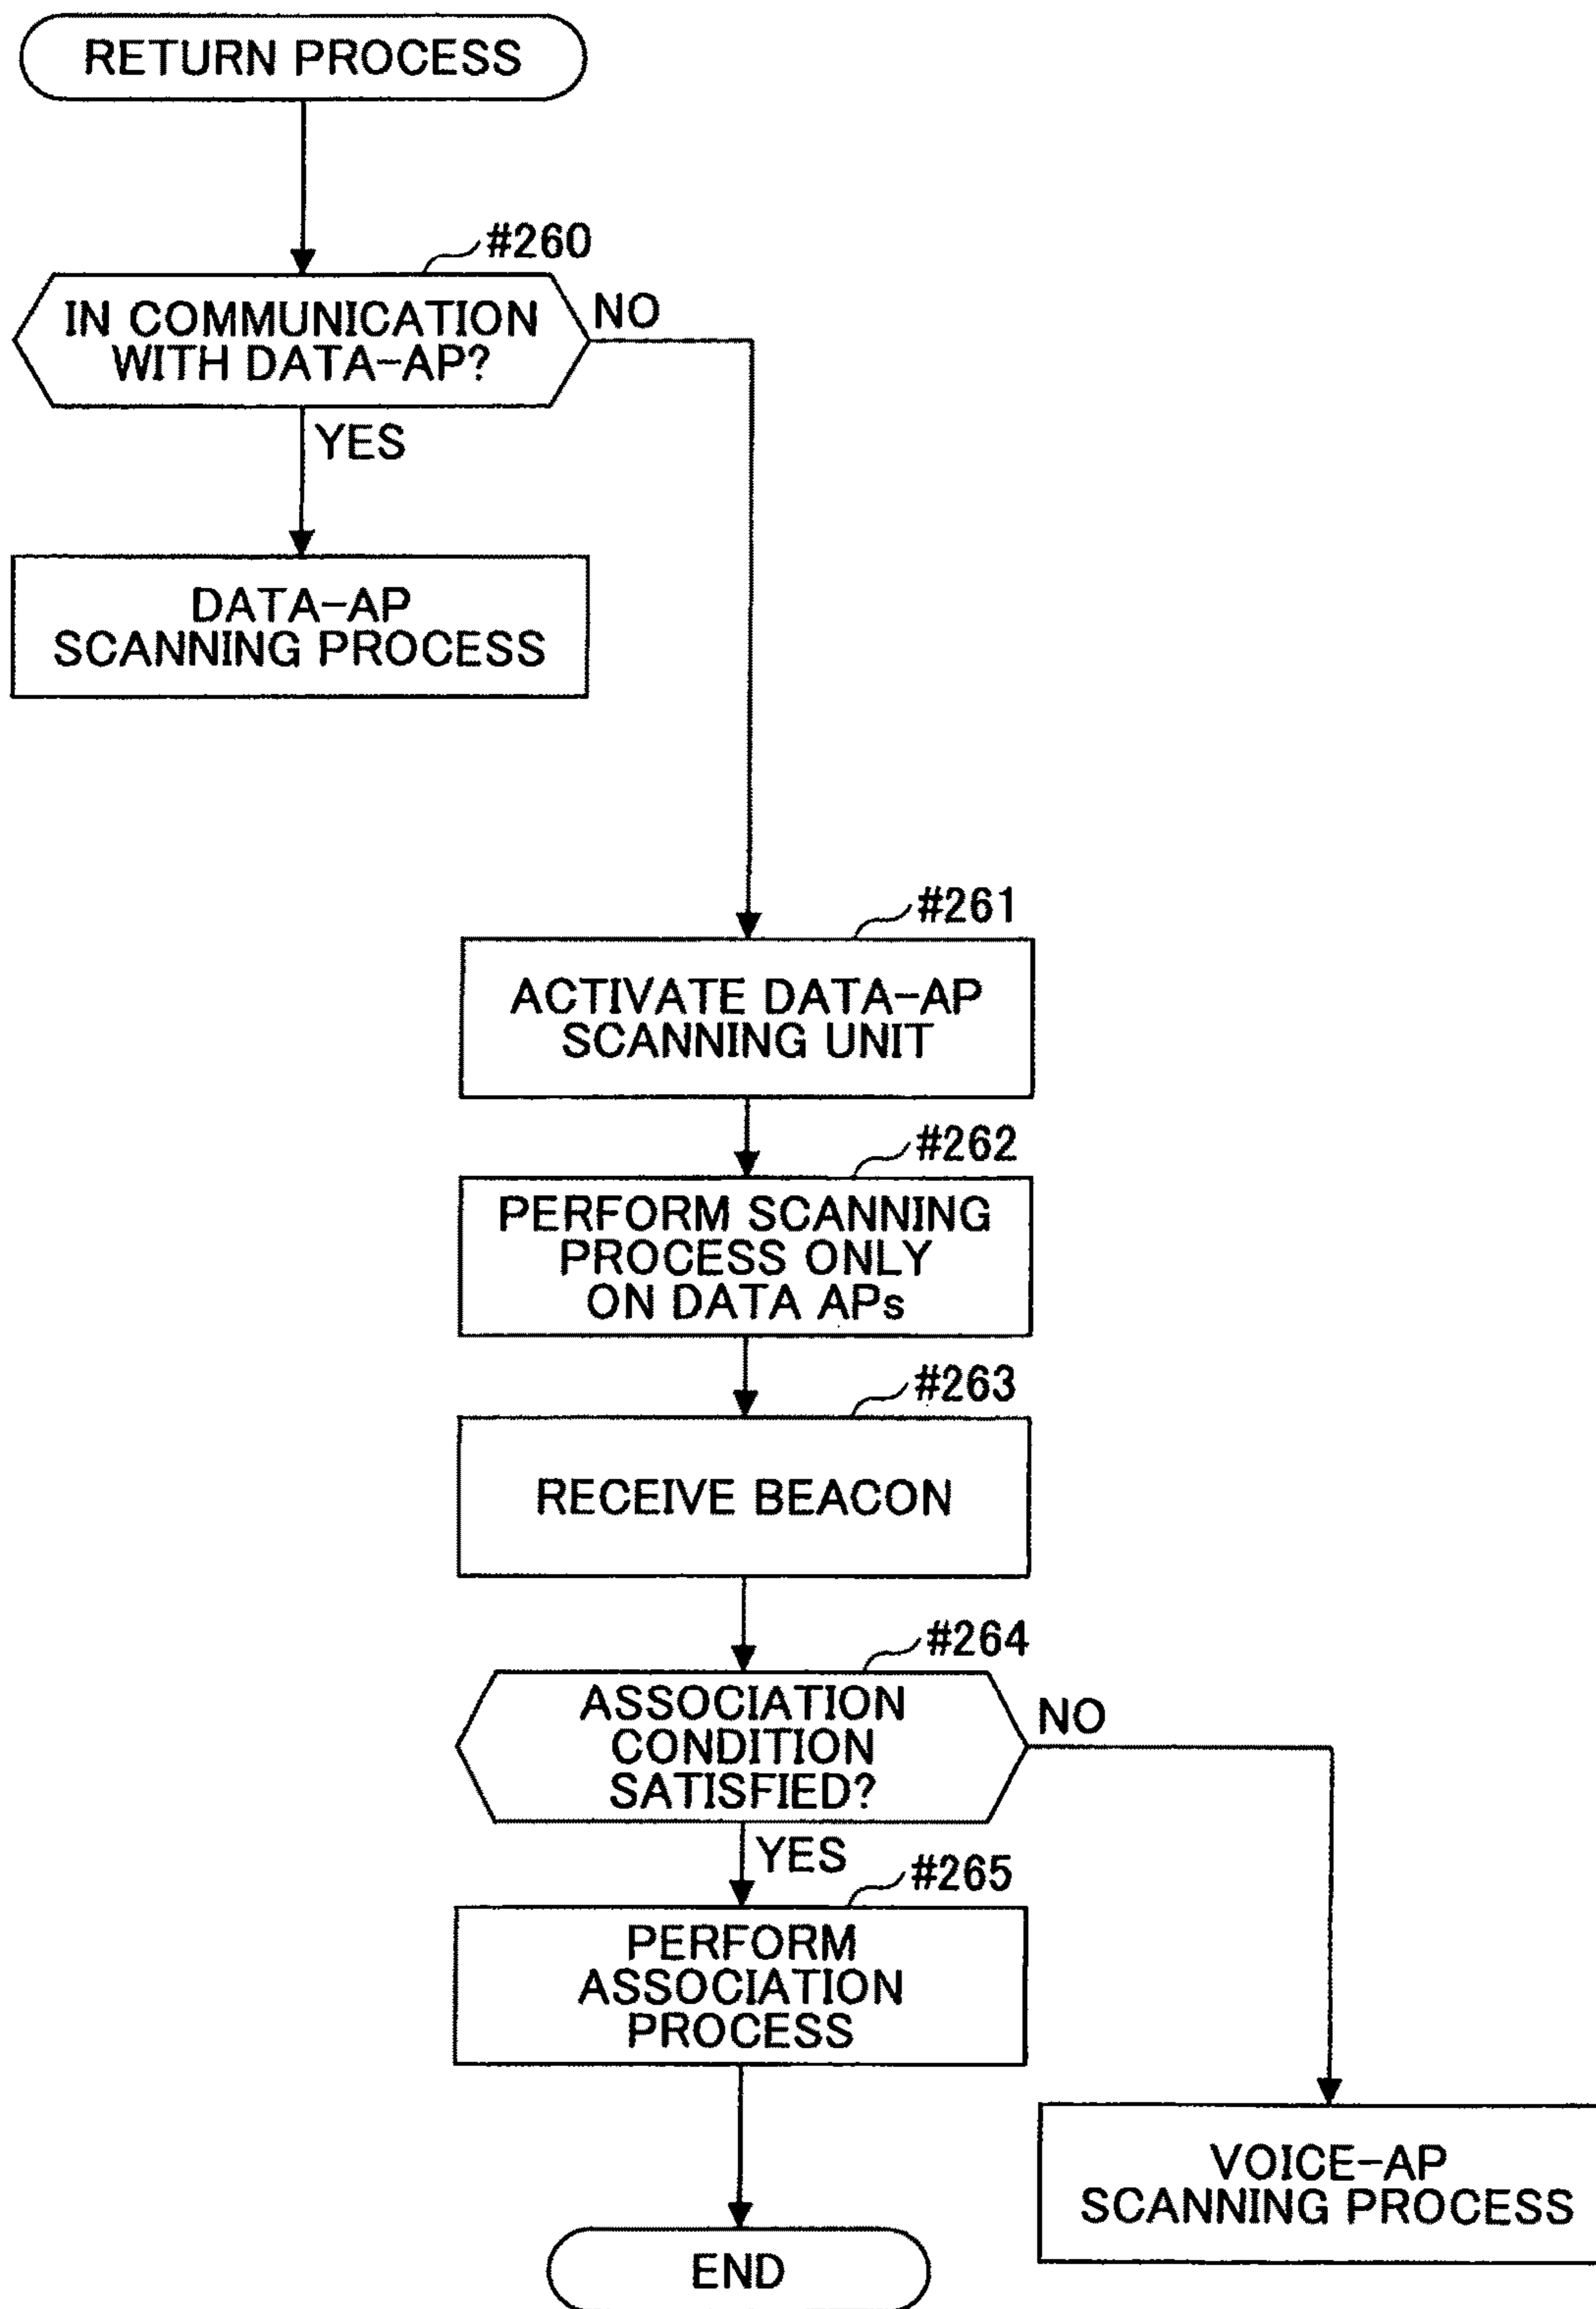 RETURN PROCESS
#260
IN COMMUNICATION
WITH DATA-AP?
NO
YES
DATA-AP
SCANNING PROCESS
#261
ACTIVATE DATA-AP
SCANNING UNIT
#262
PERFORM SCANNING
PROCESS ONLY
ON DATA APs
#263
RECEIVE BEACON
#264
ASSOCIATION
CONDITION
SATISFIED?
NO
YES
#265
PERFORM
ASSOCIATION
PROCESS
VOICE-AP
SCANNING PROCESS
END